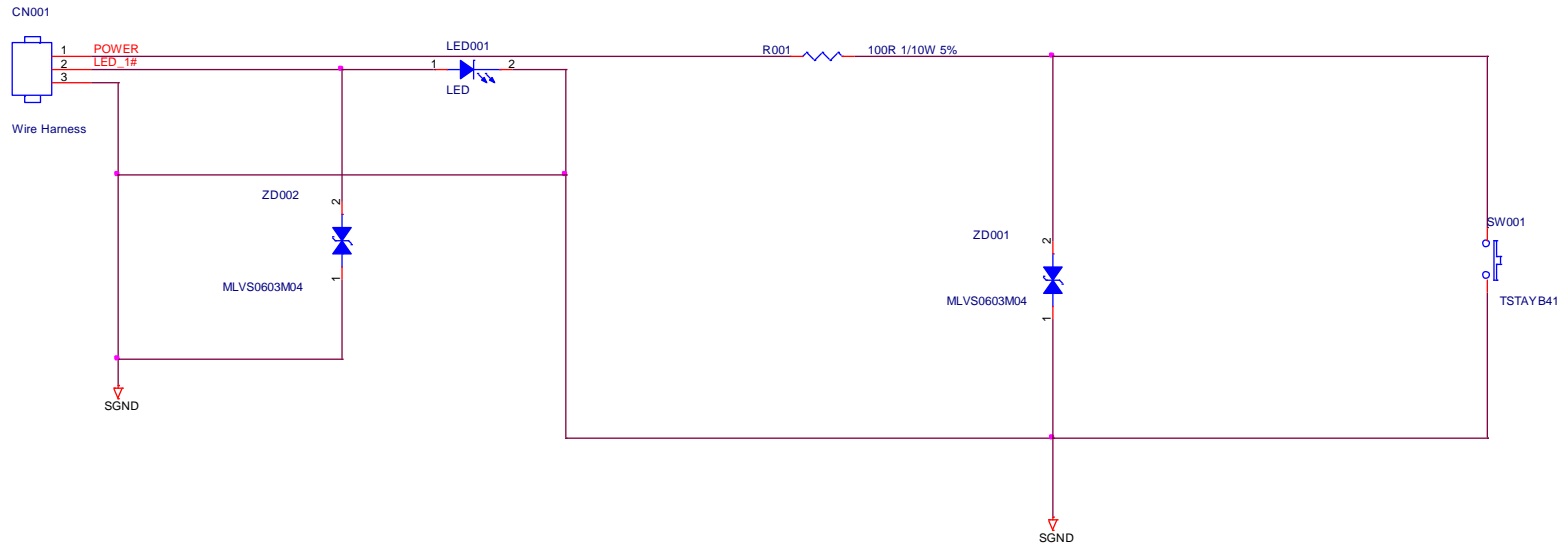 CN001
1 POWER
2 LED_1#
3
Wire Harness
LED001
1 2
LED
R001 100R 1/10W 5%
ZD002
2
1
MLVS0603M04
SGND
ZD001
2
1
MLVS0603M04
SW001
TSTAYB41
SGND